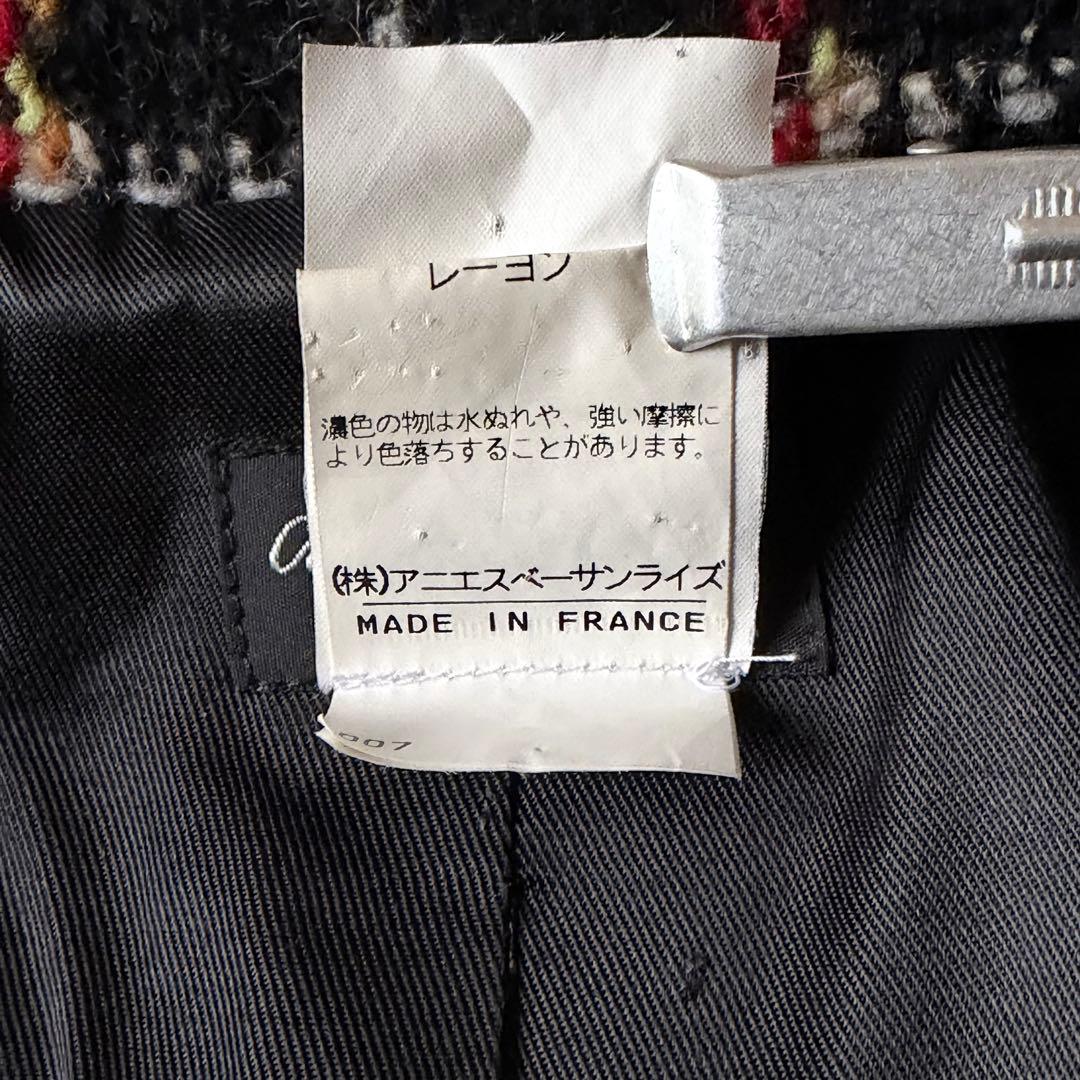 レーヨン
濃色の物は水ぬれや、強い摩擦に
より色落ちすることがあります。
(株)アニエスベーサンライズ
MADE IN FRANCE
007